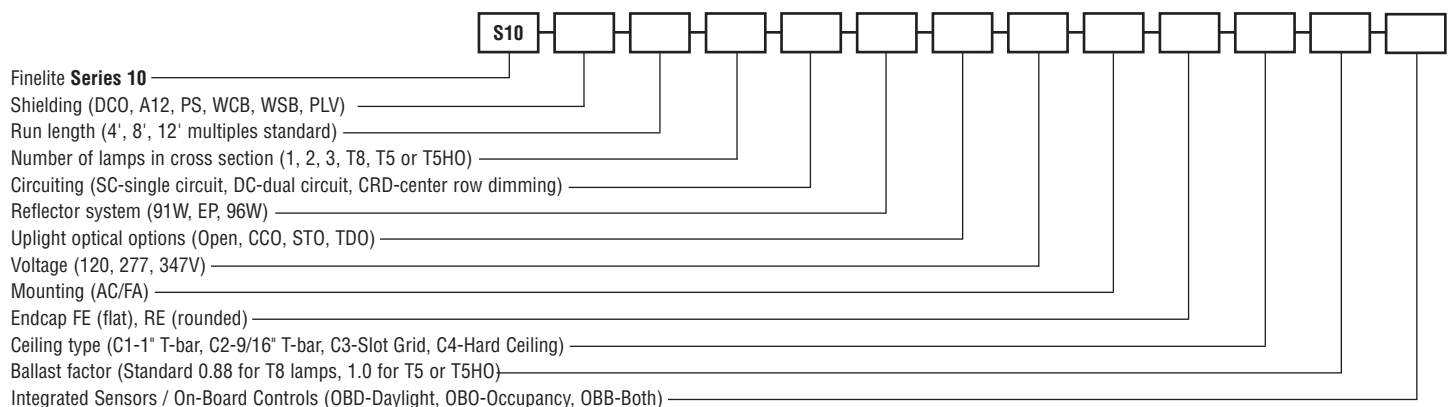 S10
Finelite Series 10
Shielding (DCO, A12, PS, WCB, WSB, PLV)
Run length (4', 8', 12' multiples standard)
Number of lamps in cross section (1, 2, 3, T8, T5 or T5HO)
Circuiting (SC-single circuit, DC-dual circuit, CRD-center row dimming)
Reflector system (91W, EP, 96W)
Uplight optical options (Open, CCO, STO, TDO)
Voltage (120, 277, 347V)
Mounting (AC/FA)
Endcap FE (flat), RE (rounded)
Ceiling type (C1-1" T-bar, C2-9/16" T-bar, C3-Slot Grid, C4-Hard Ceiling)
Ballast factor (Standard 0.88 for T8 lamps, 1.0 for T5 or T5HO)
Integrated Sensors / On-Board Controls (OBD-Daylight, OBO-Occupancy, OBB-Both)